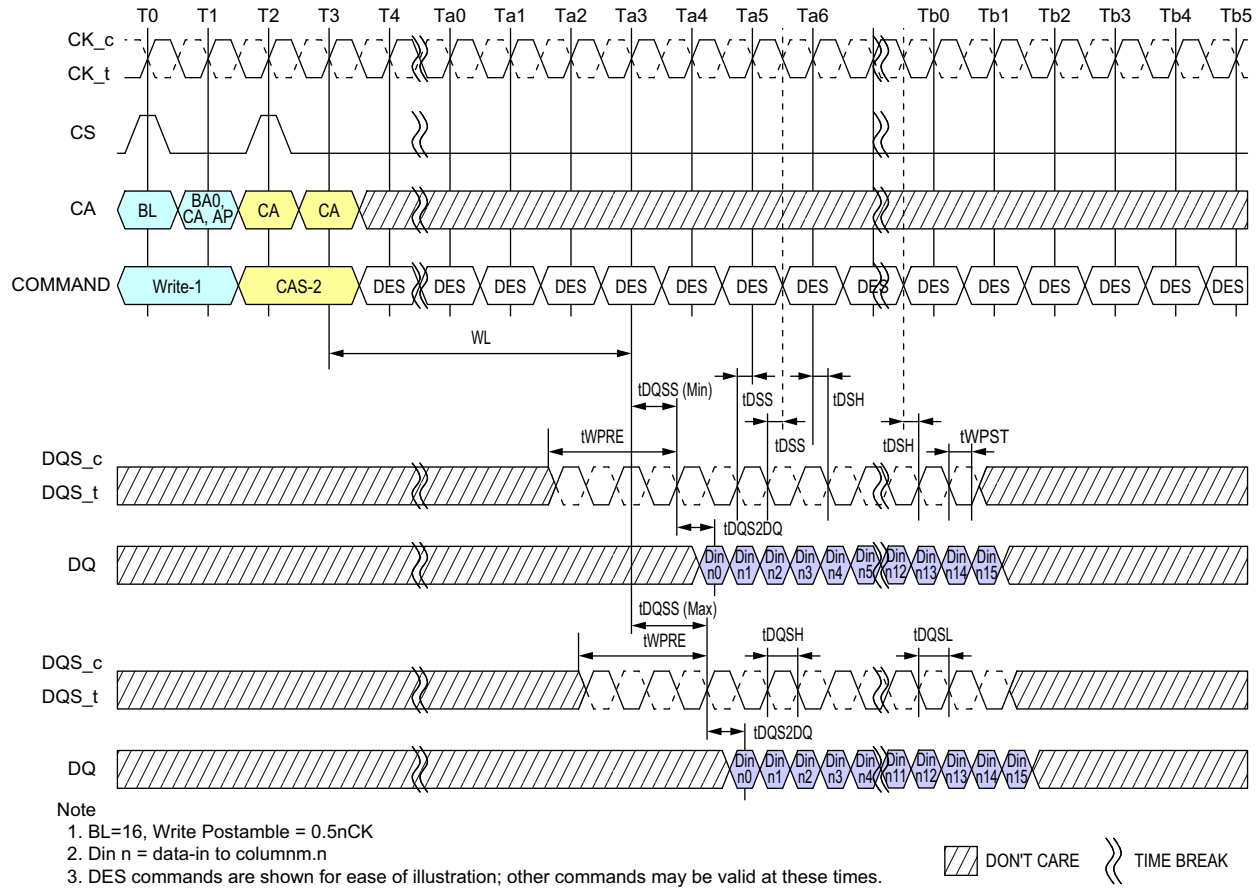 T0 T1 T2 T3 T4 Ta0 Ta1 Ta2 Ta3 Ta4 Ta5 Ta6 Tb0 Tb1 Tb2 Tb3 Tb4 Tb5
CK_c
CK_t
CS
CA BL BA0, CA, AP CA CA
COMMAND Write-1 CAS-2 DES DES DES DES DES DES DES DES DES DES DES DES DES DES DES
WL
tDQSS (Min) tDSS tDSH
tWPRE tDSS tDSH tWPST
DQS_c
DQS_t
tDQS2DQ
DQ Din n0 Din n1 Din n2 Din n3 Din n4 Din n5 Din n12 Din n13 Din n14 Din n15
tDQSS (Max)
tWPRE tDQSH tDQSL
DQS_c
DQS_t
tDQS2DQ
DQ Din n0 Din n1 Din n2 Din n3 Din n4 Din n11 Din n12 Din n13 Din n14 Din n15
Note
1. BL=16, Write Postamble = 0.5nCK
2. Din n = data-in to columnm.n
3. DES commands are shown for ease of illustration; other commands may be valid at these times.
DON'T CARE TIME BREAK